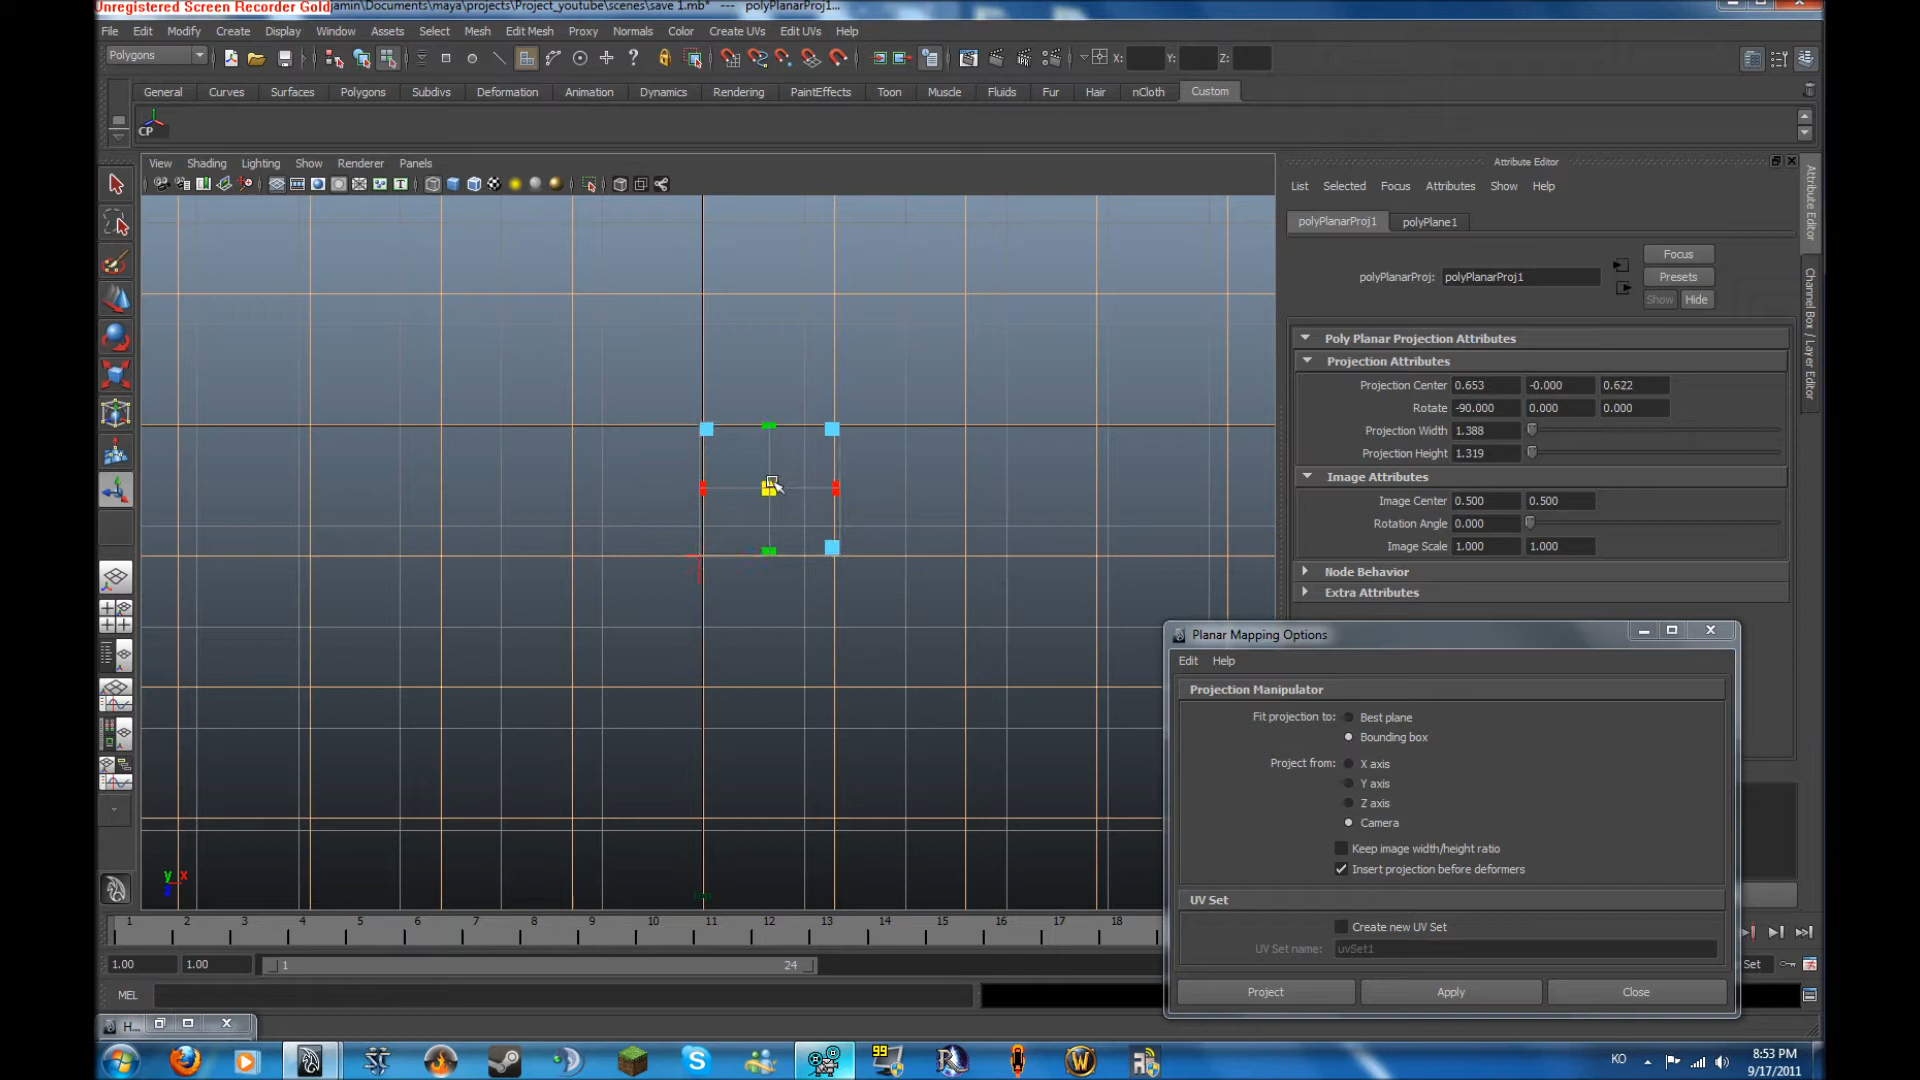 Unregistered Screen Recorder Gold amin\Documents\maya\projects\Project_youtube\scenes\save 1.mb* --- polyPlanarProj1...
File Edit Modify Create Display Window Assets Select Mesh Edit Mesh Proxy Normals Color Create UVs Edit UVs Help
Polygons X: Y: Z:
General Curves Surfaces Polygons Subdivs Deformation Animation Dynamics Rendering PaintEffects Toon Muscle Fluids Fur Hair nCloth Custom
CP
View Shading Lighting Show Renderer Panels
Attribute Editor
List Selected Focus Attributes Show Help
polyPlanarProj1 polyPlane1
Focus
polyPlanarProj: polyPlanarProj1 Presets
Show Hide
Poly Planar Projection Attributes
Projection Attributes
Projection Center 0.653 -0.000 0.622
Rotate -90.000 0.000 0.000
Projection Width 1.388
Projection Height 1.319
Image Attributes
Image Center 0.500 0.500
Rotation Angle 0.000
Image Scale 1.000 1.000
Node Behavior
Extra Attributes
Attribute Editor
Channel Box / Layer Editor
Planar Mapping Options
Edit Help
Projection Manipulator
Fit projection to: Best plane
Bounding box
Project from: X axis
Y axis
Z axis
Camera
Keep image width/height ratio
Insert projection before deformers
UV Set
Create new UV Set
UV Set name: uvSet1
Project Apply Close
y x
1 2 3 4 5 6 7 8 9 10 11 12 13 14 15 16 17 18
1.00 1.00 1 24 Set
MEL
H...
99
KO 8:53 PM
9/17/2011